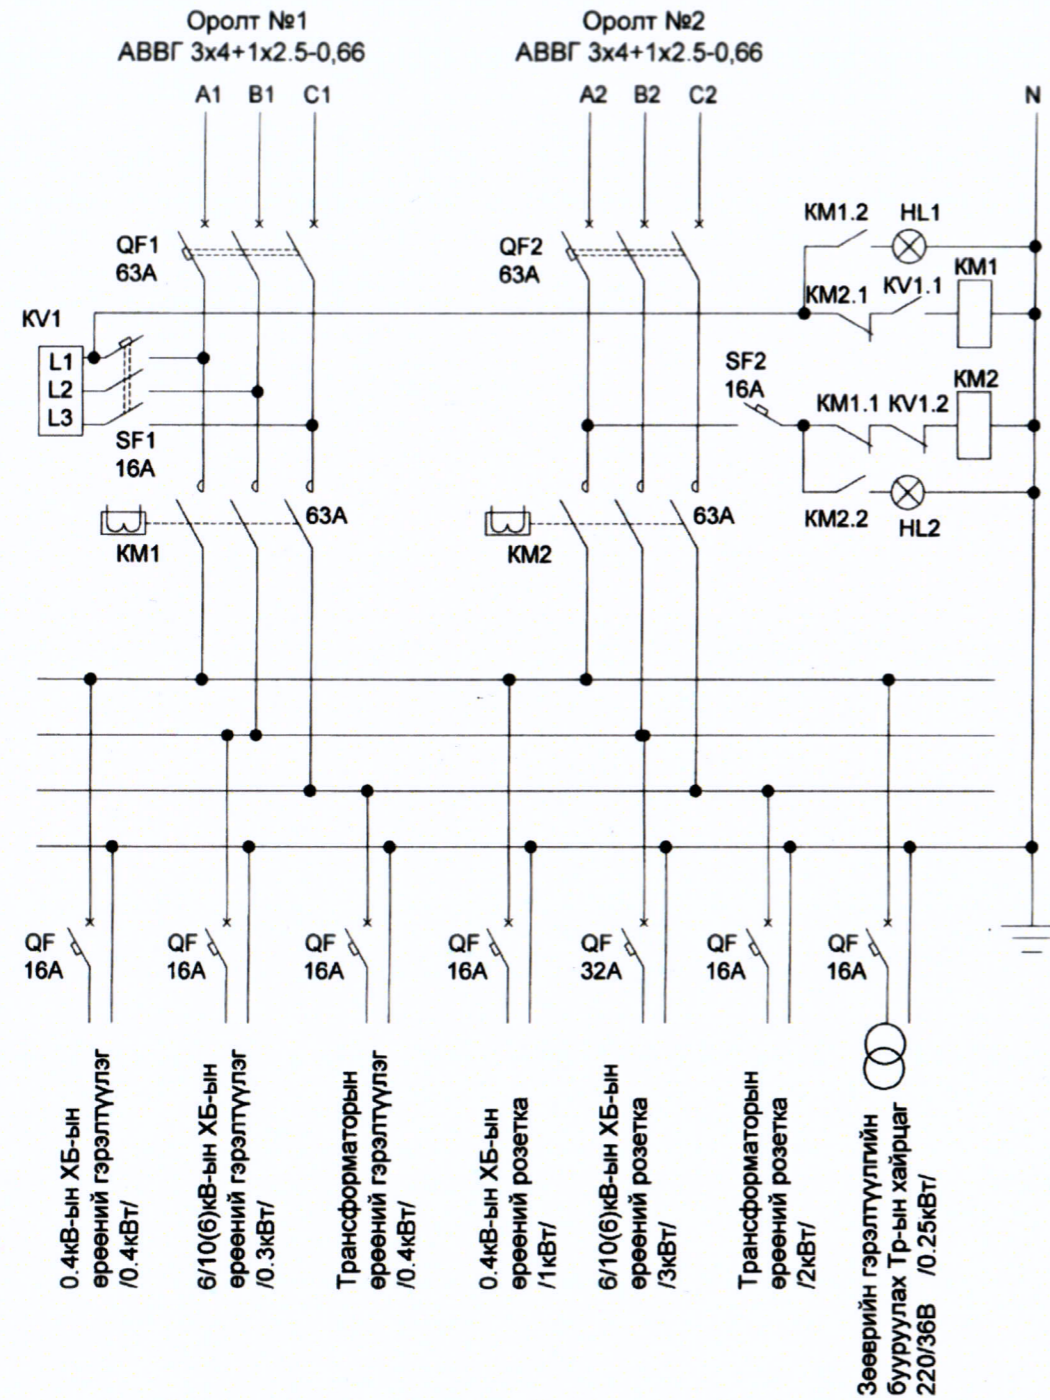 Оролт №1
АВВГ 3х4+1х2.5-0,66
Оролт №2
АВВГ 3х4+1х2.5-0,66
A1
B1
C1
A2
B2
C2
N
QF1
63A
QF2
63A
KM1.2
HL1
KM2.1
KV1.1
KM1
KV1
L1
L2
L3
SF1
16A
SF2
16A
KM1.1
KV1.2
KM2
KM2.2
HL2
63A
KM1
63A
KM2
QF
16A
QF
16A
QF
16A
QF
16A
QF
32A
QF
16A
QF
16A
0.4кВ-ын ХБ-ын
өрөөний гэрэлтүүлэг
/0.4кВт/
6/10(6)кВ-ын ХБ-ын
өрөөний гэрэлтүүлэг
/0.3кВт/
Трансформаторын
өрөөний гэрэлтүүлэг
/0.4кВт/
0.4кВ-ын ХБ-ын
өрөөний розетка
/1кВт/
6/10(6)кВ-ын ХБ-ын
өрөөний розетка
/3кВт/
Трансформаторын
өрөөний розетка
/2кВт/
Зөөврийн гэрэлтүүлгийн
бууруулах Тр-ын хайрцаг
220/36В /0.25кВт/